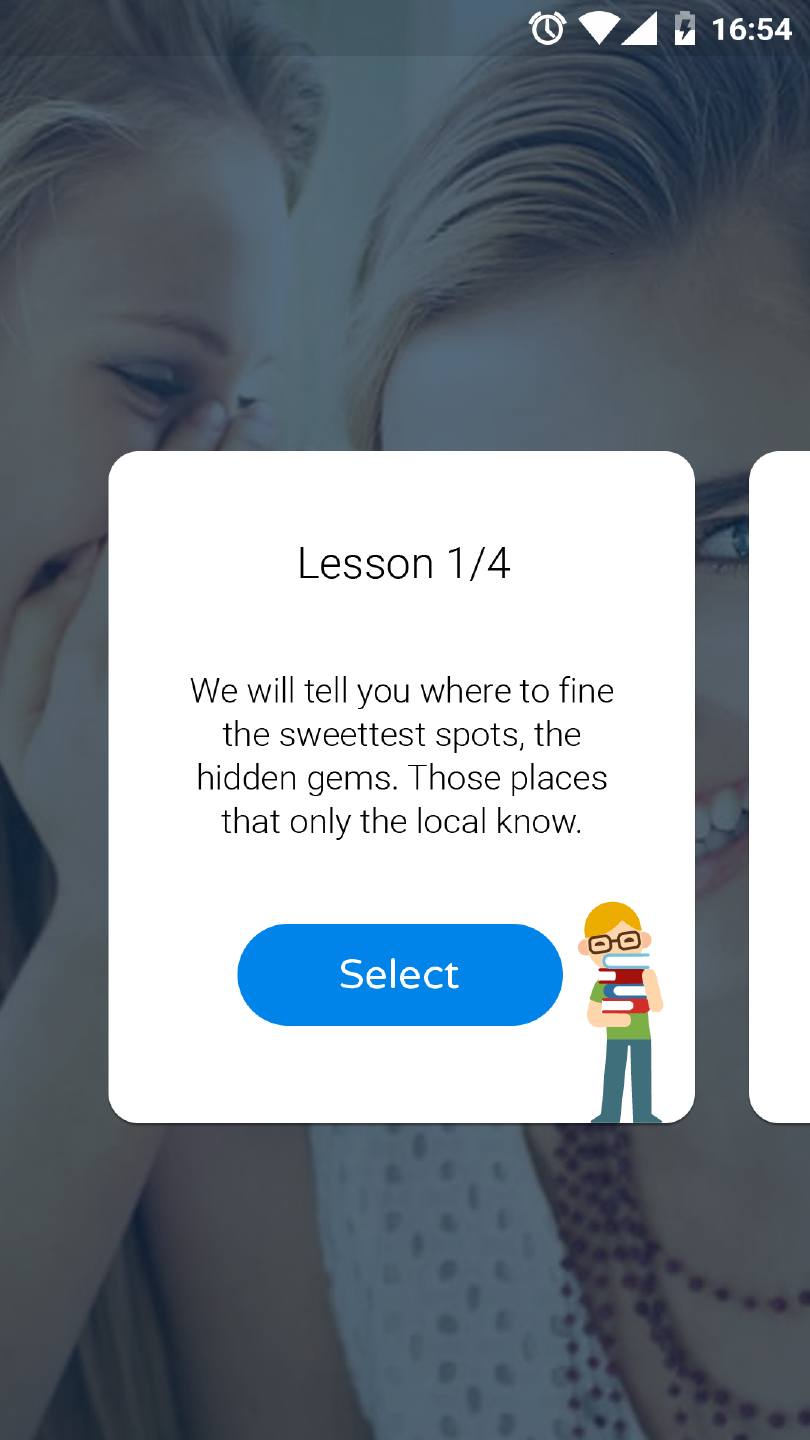 16:54
Lesson 1/4
We will tell you where to fine
the sweettest spots, the
hidden gems. Those places
that only the local know.
Select